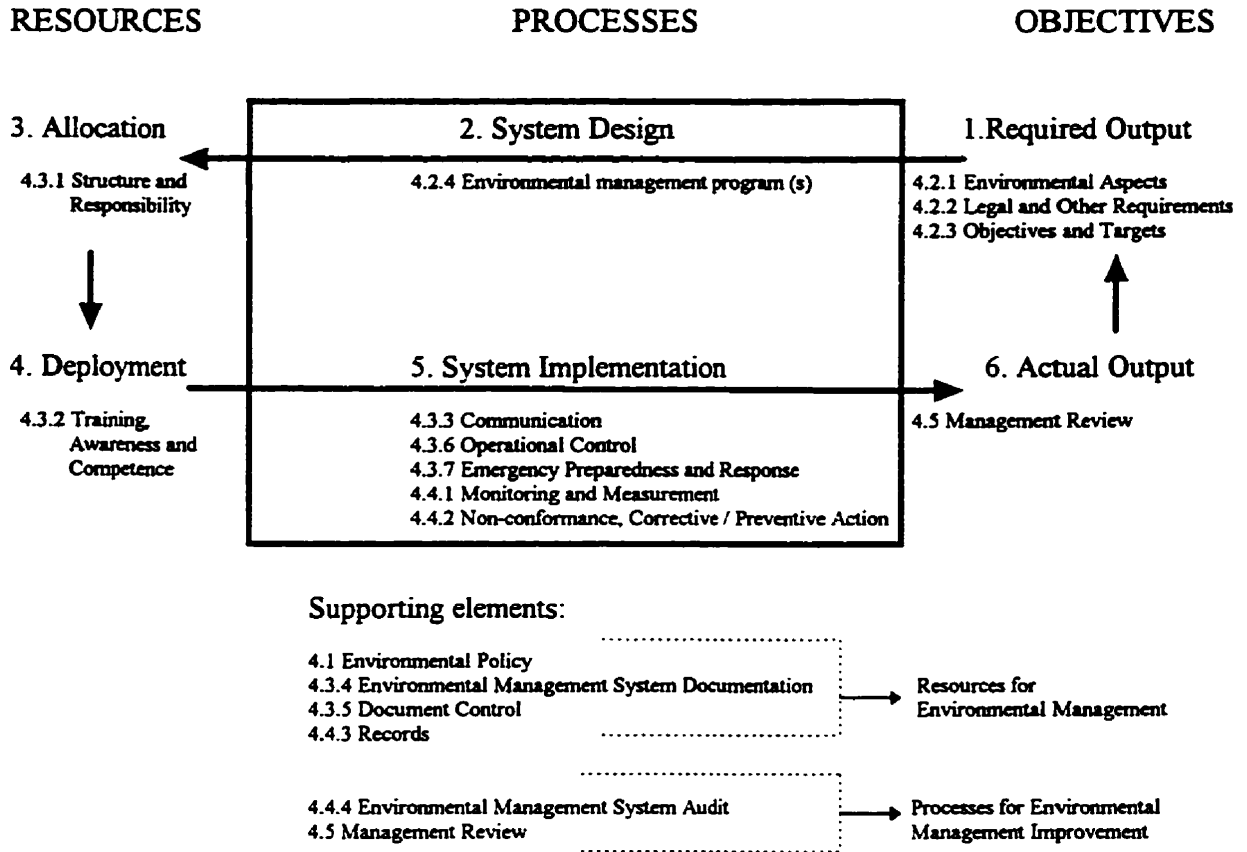 RESOURCES PROCESSES OBJECTIVES
3. Allocation 2. System Design 1.Required Output
4.3.1 Structure and
Responsibility
4.2.4 Environmental management program (s)
4.2.1 Environmental Aspects
4.2.2 Legal and Other Requirements
4.2.3 Objectives and Targets
4. Deployment 5. System Implementation 6. Actual Output
4.3.2 Training,
Awareness and
Competence
4.3.3 Communication
4.3.6 Operational Control
4.3.7 Emergency Preparedness and Response
4.4.1 Monitoring and Measurement
4.4.2 Non-conformance, Corrective / Preventive Action
4.5 Management Review
Supporting elements:
4.1 Environmental Policy
4.3.4 Environmental Management System Documentation
4.3.5 Document Control
4.4.3 Records
Resources for
Environmental Management
4.4.4 Environmental Management System Audit
4.5 Management Review
Processes for Environmental
Management Improvement